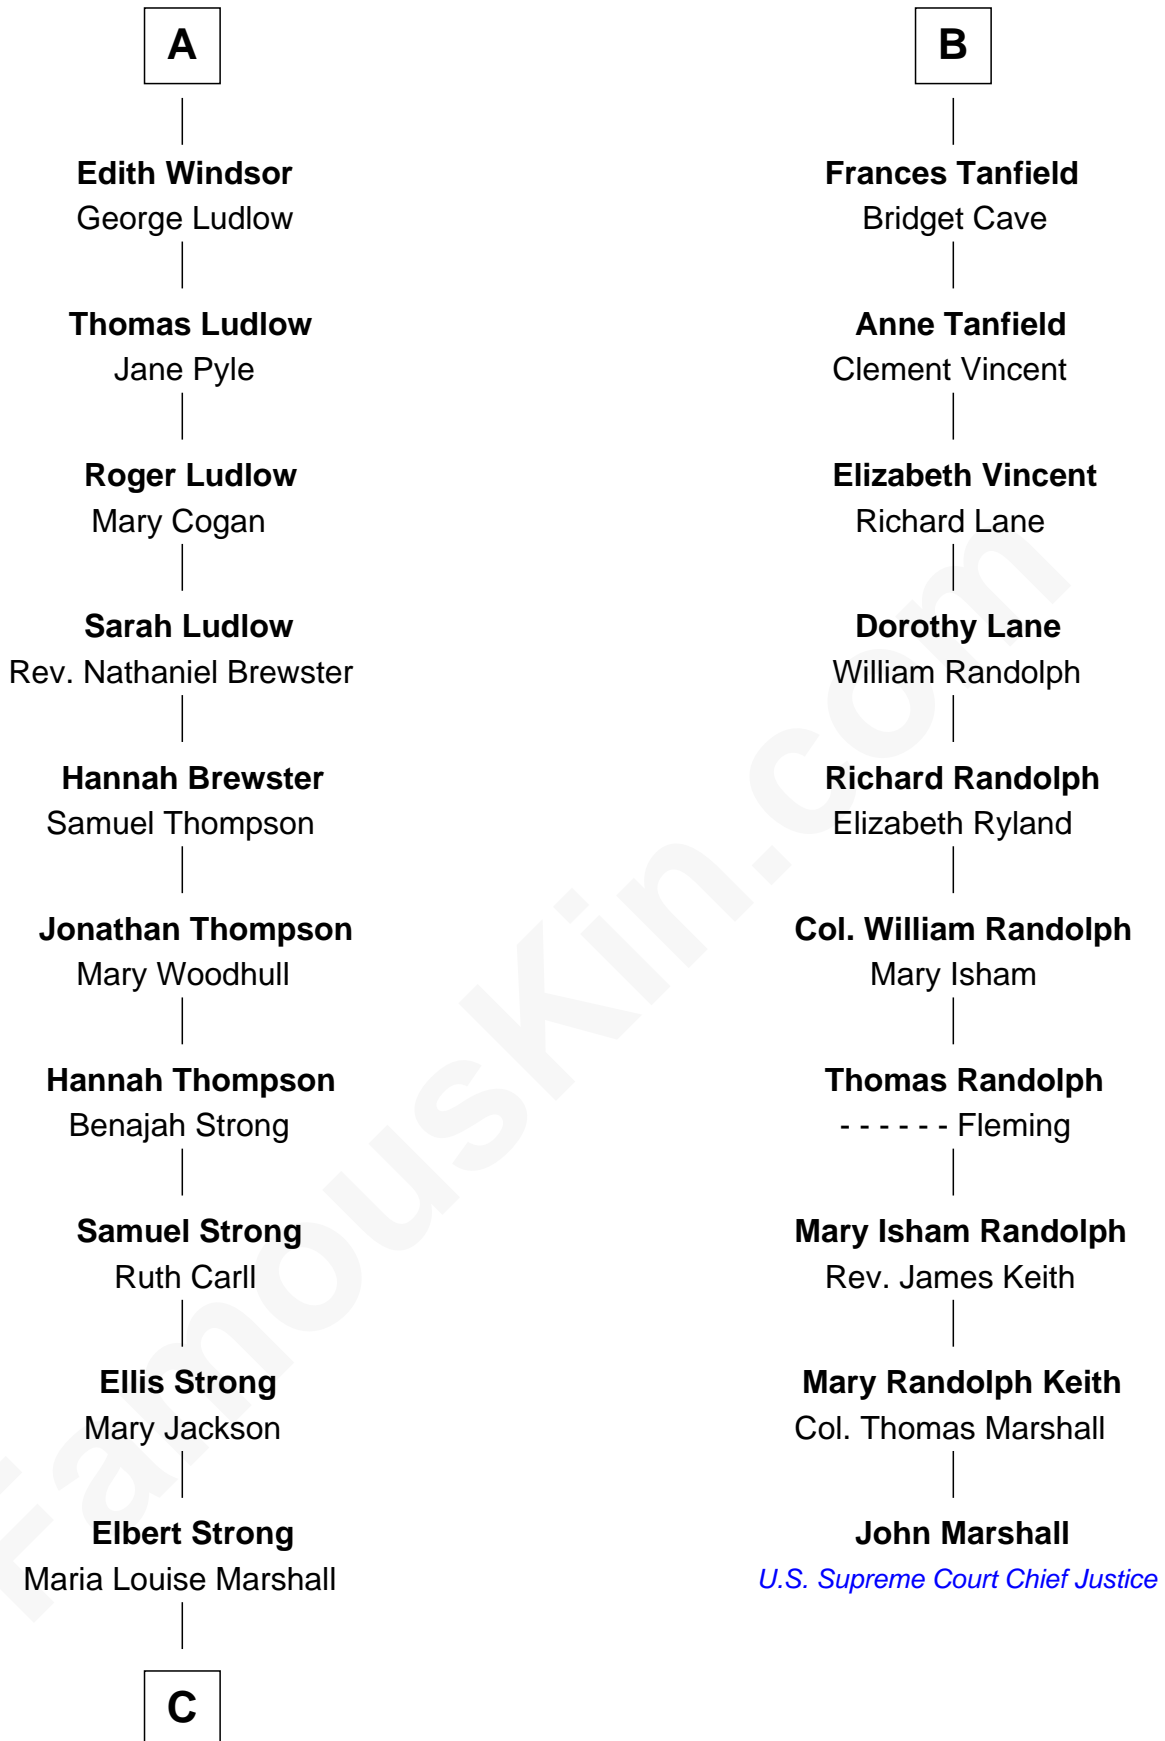 A
Edith Windsor
George Ludlow
Thomas Ludlow
Jane Pyle
Roger Ludlow
Mary Cogan
Sarah Ludlow
Rev. Nathaniel Brewster
Hannah Brewster
Samuel Thompson
Jonathan Thompson
Mary Woodhull
Hannah Thompson
Benajah Strong
Samuel Strong
Ruth Carll
Ellis Strong
Mary Jackson
Elbert Strong
Maria Louise Marshall
C
B
Frances Tanfield
Bridget Cave
Anne Tanfield
Clement Vincent
Elizabeth Vincent
Richard Lane
Dorothy Lane
William Randolph
Richard Randolph
Elizabeth Ryland
Col. William Randolph
Mary Isham
Thomas Randolph
- - - - - - Fleming
Mary Isham Randolph
Rev. James Keith
Mary Randolph Keith
Col. Thomas Marshall
John Marshall
U.S. Supreme Court Chief Justice
FamousKin.com